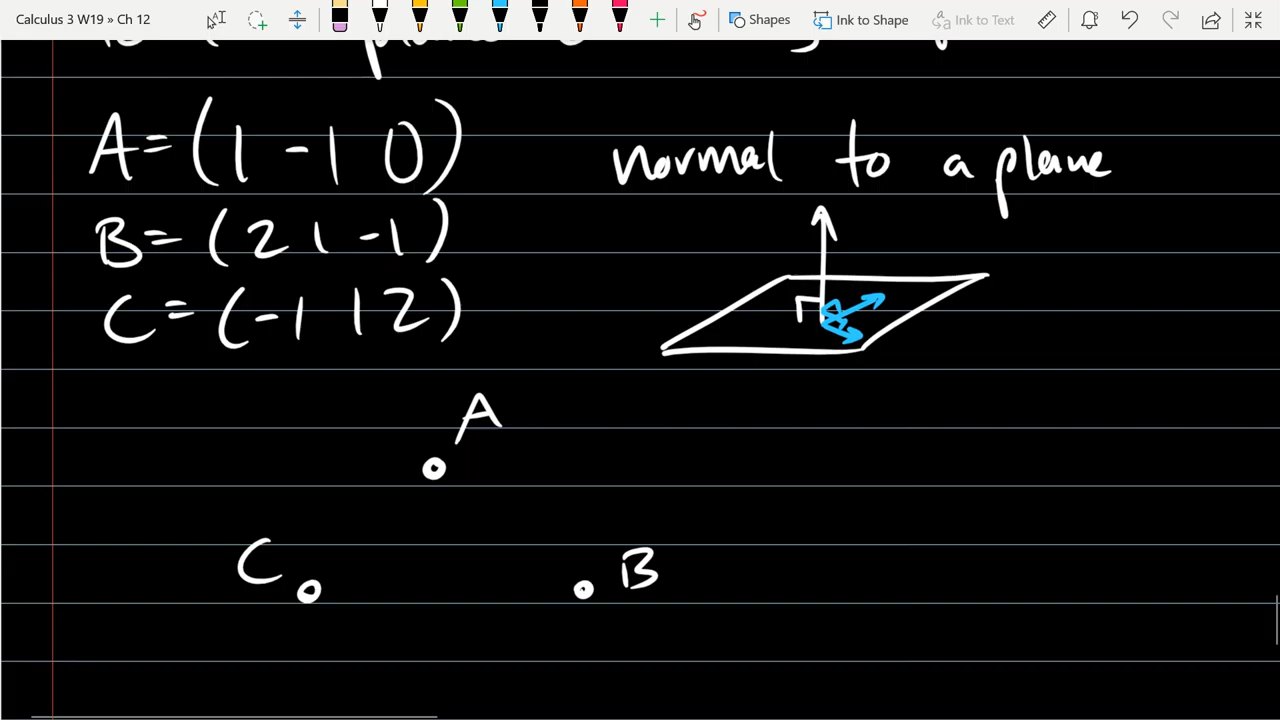 Calculus 3 W19 » Ch 12
Shapes
Ink to Shape
Ink to Text
A=(1 -1 0)
B=(2 1 -1)
C=(-1 1 2)
normal to a plane
A
C
B